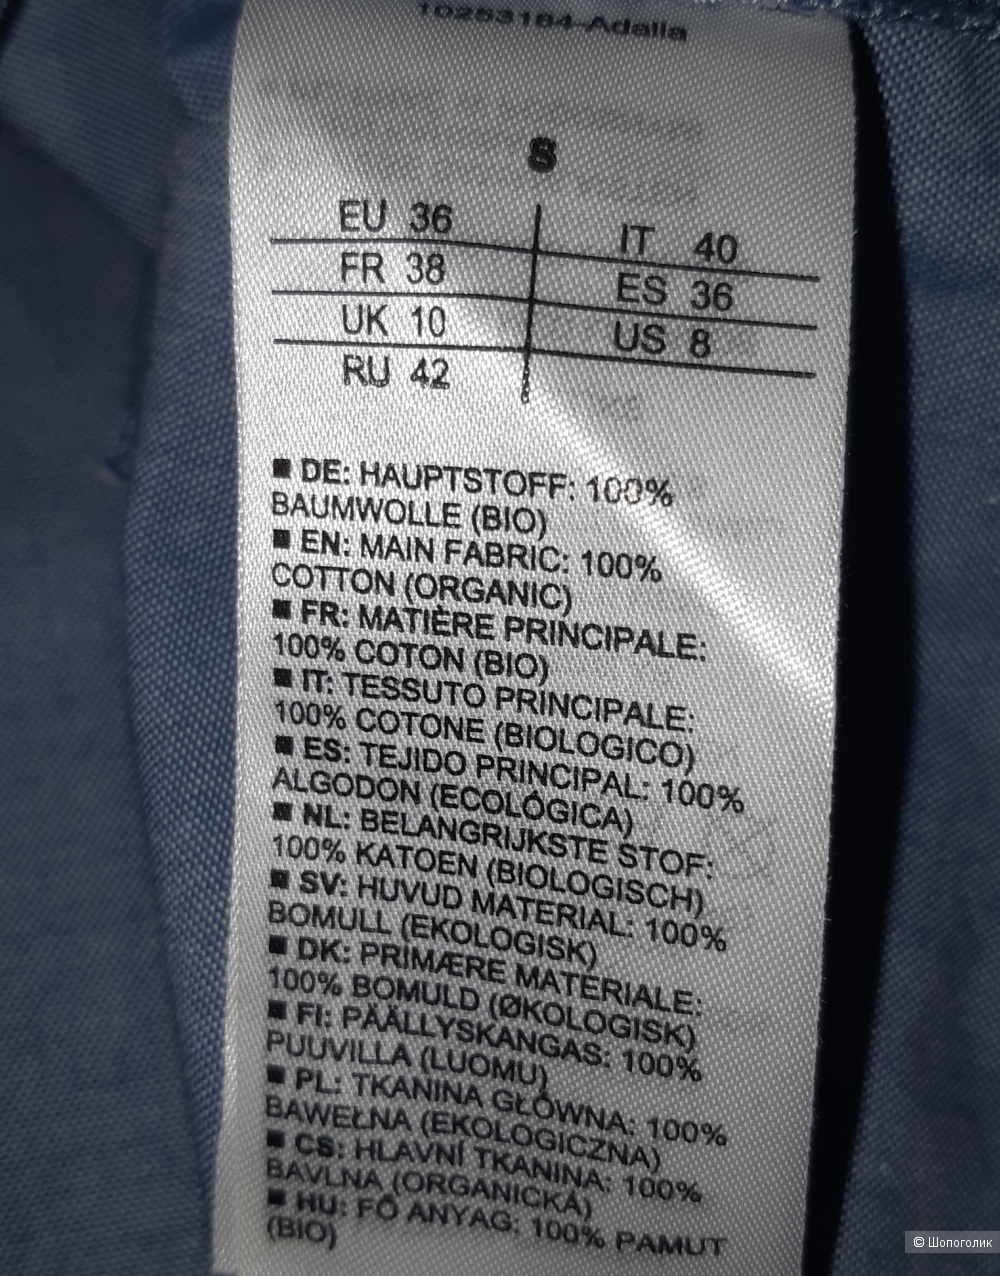 10253184-Adalia
S
EU 36
IT 40
FR 38
ES 36
UK 10
US 8
RU 42
■ DE: HAUPTSTOFF: 100%
BAUMWOLLE (BIO)
■ EN: MAIN FABRIC: 100%
COTTON (ORGANIC)
■ FR: MATIÈRE PRINCIPALE:
100% COTON (BIO)
■ IT: TESSUTO PRINCIPALE:
100% COTONE (BIOLOGICO)
■ ES: TEJIDO PRINCIPAL: 100%
ALGODON (ECOLÓGICA)
■ NL: BELANGRIJKSTE STOF:
100% KATOEN (BIOLOGISCH)
■ SV: HUVUD MATERIAL: 100%
BOMULL (EKOLOGISK)
■ DK: PRIMÆRE MATERIALE:
100% BOMULD (ØKOLOGISK)
■ FI: PÄÄLLYSKANGAS: 100%
PUUVILLA (LUOMU)
■ PL: TKANINA GŁÓWNA: 100%
BAWEŁNA (EKOLOGICZNA)
■ CS: HLAVNÍ TKANINA: 100%
BAVLNA (ORGANICKÁ)
■ HU: FŐ ANYAG: 100% PAMUT
(BIO)
© Шопоголик